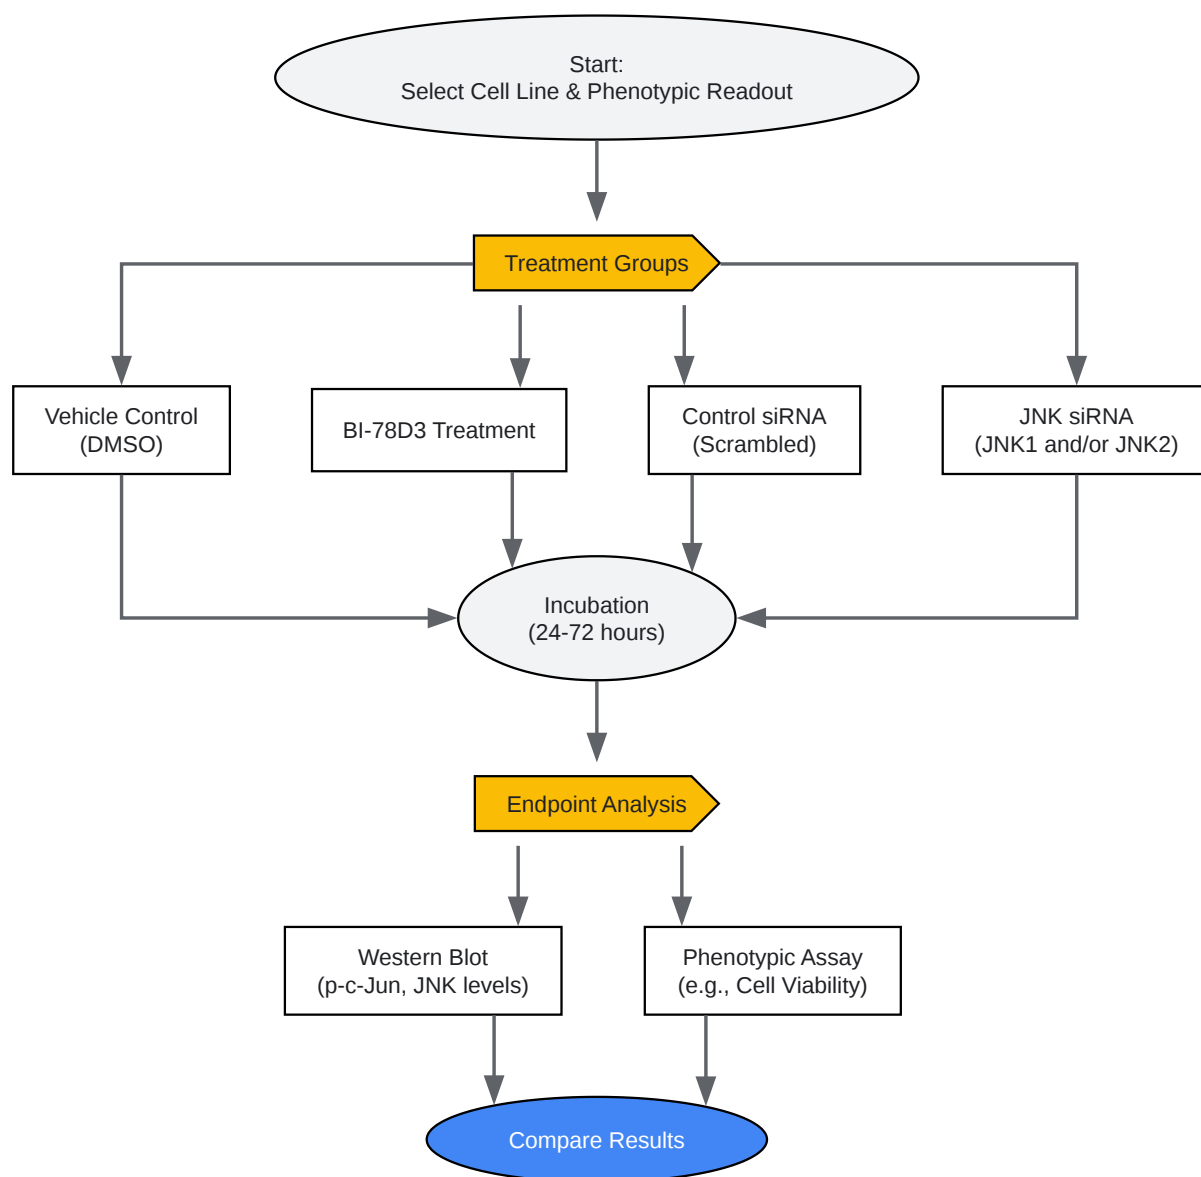 Start:
Select Cell Line & Phenotypic Readout
Treatment Groups
Vehicle Control
(DMSO)
BI-78D3 Treatment
Control siRNA
(Scrambled)
JNK siRNA
(JNK1 and/or JNK2)
Incubation
(24-72 hours)
Endpoint Analysis
Western Blot
(p-c-Jun, JNK levels)
Phenotypic Assay
(e.g., Cell Viability)
Compare Results